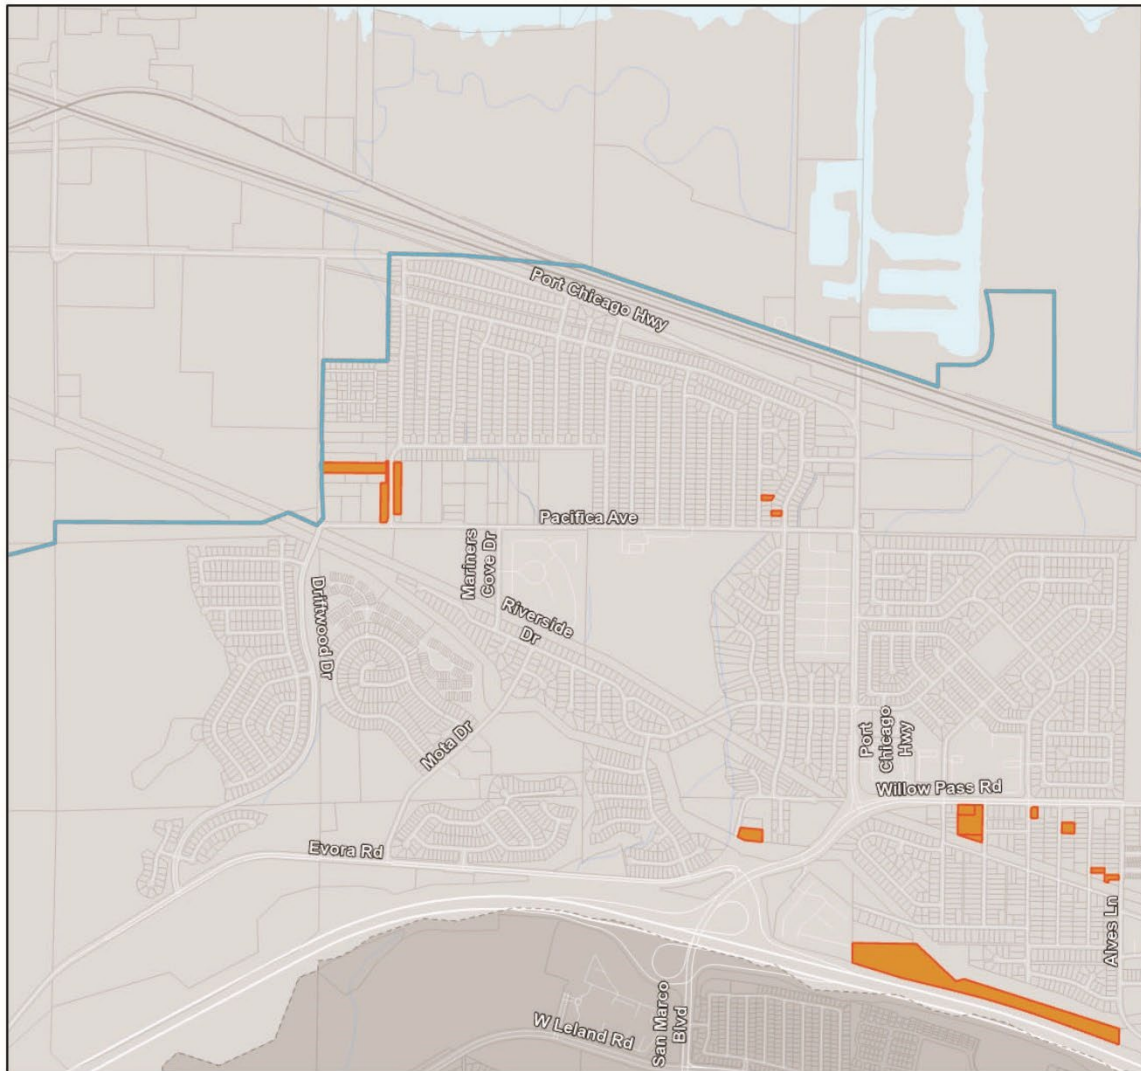 Port Chicago Hwy
Pacifica Ave
Mariners
Cove Dr
Riverside
Dr
Driftwood Dr
Mota Dr
Port
Chicago
Hwy
Willow Pass Rd
Evora Rd
Alves Ln
San Marco
Blvd
W Leland Rd